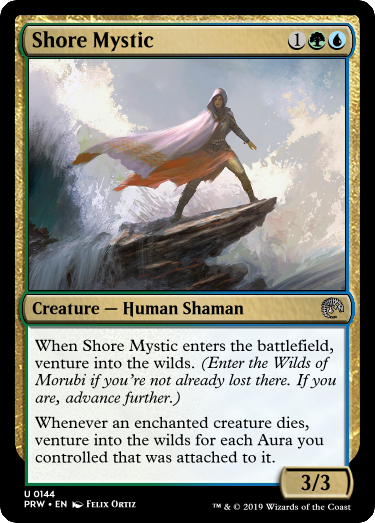 Shore Mystic 1
Creature — Human Shaman
When Shore Mystic enters the battlefield,
venture into the wilds. (Enter the Wilds of
Morubi if you're not already lost there. If you
are, advance further.)
Whenever an enchanted creature dies,
venture into the wilds for each Aura you
controlled that was attached to it.
3/3
U 0144
PRW • EN Felix Ortiz
™ & © 2019 Wizards of the Coast